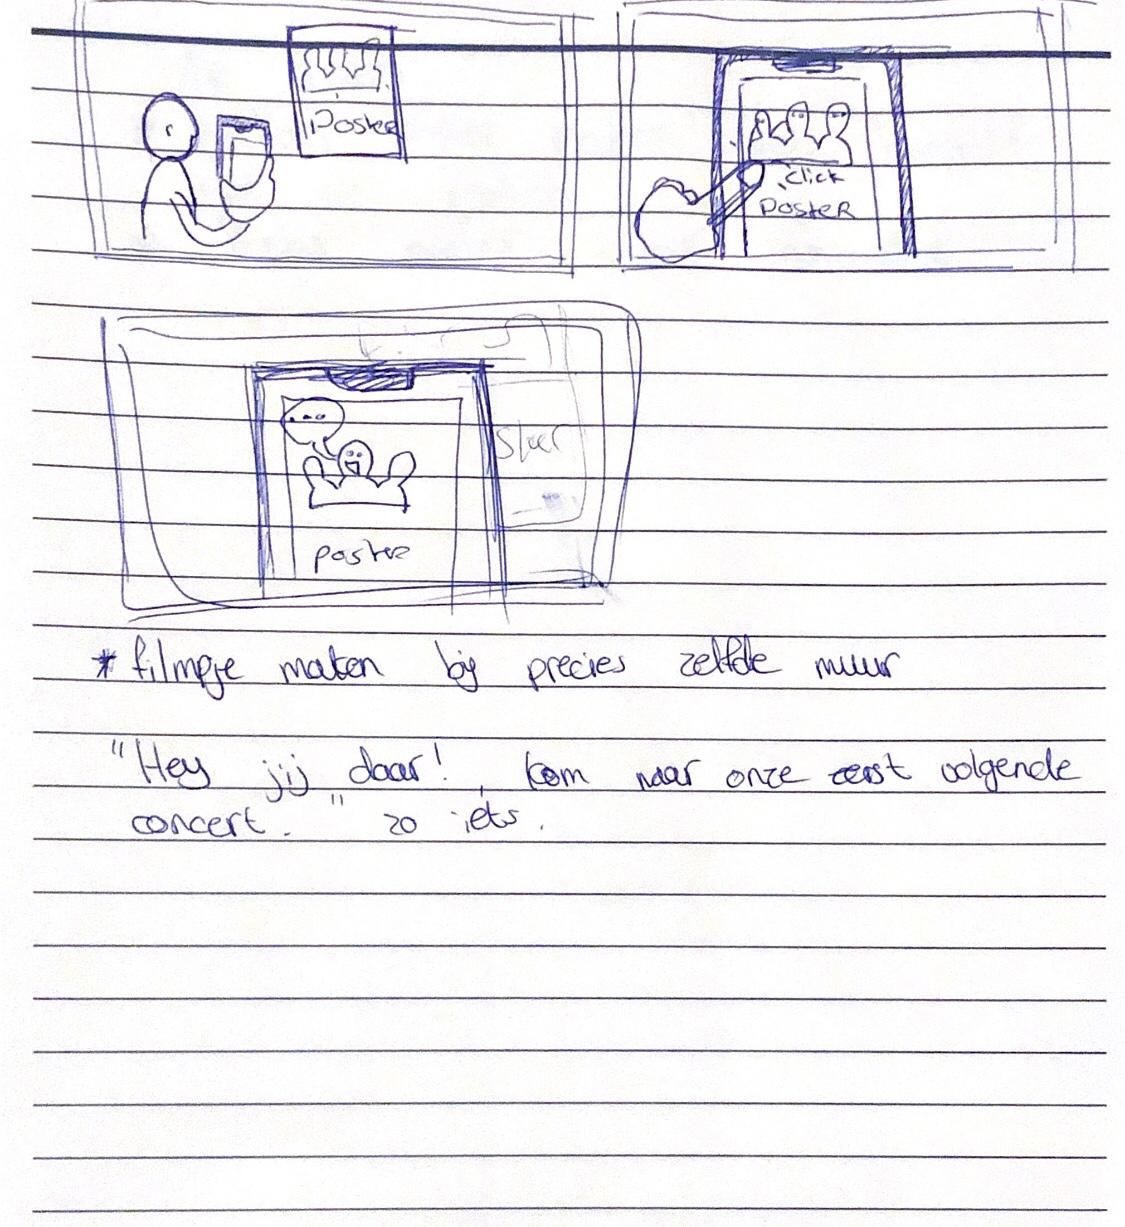 Poster
click
POSTER
poster
* filmpje maken bij precies zelfde muur
"Hey jij daar!, kom naar onze eerst volgende
concert." zo iets.